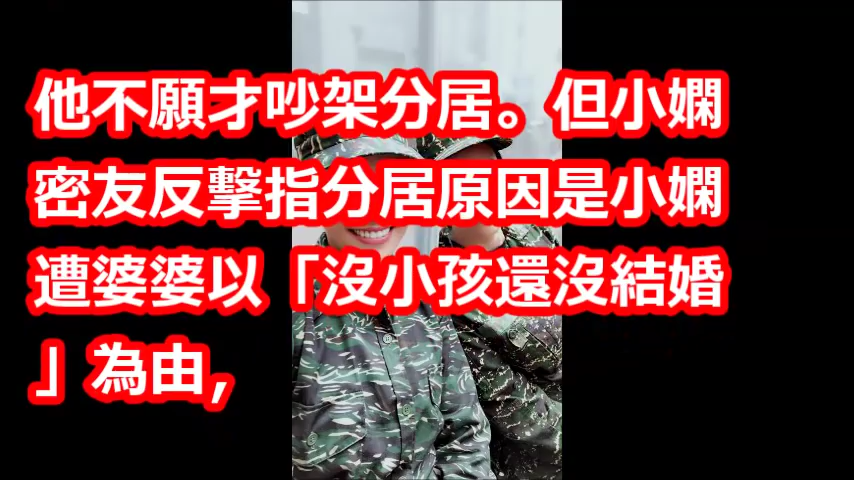 他不願才吵架分居。但小嫻
密友反擊指分居原因是小嫻
遭婆婆以「沒小孩還沒結婚
」為由，